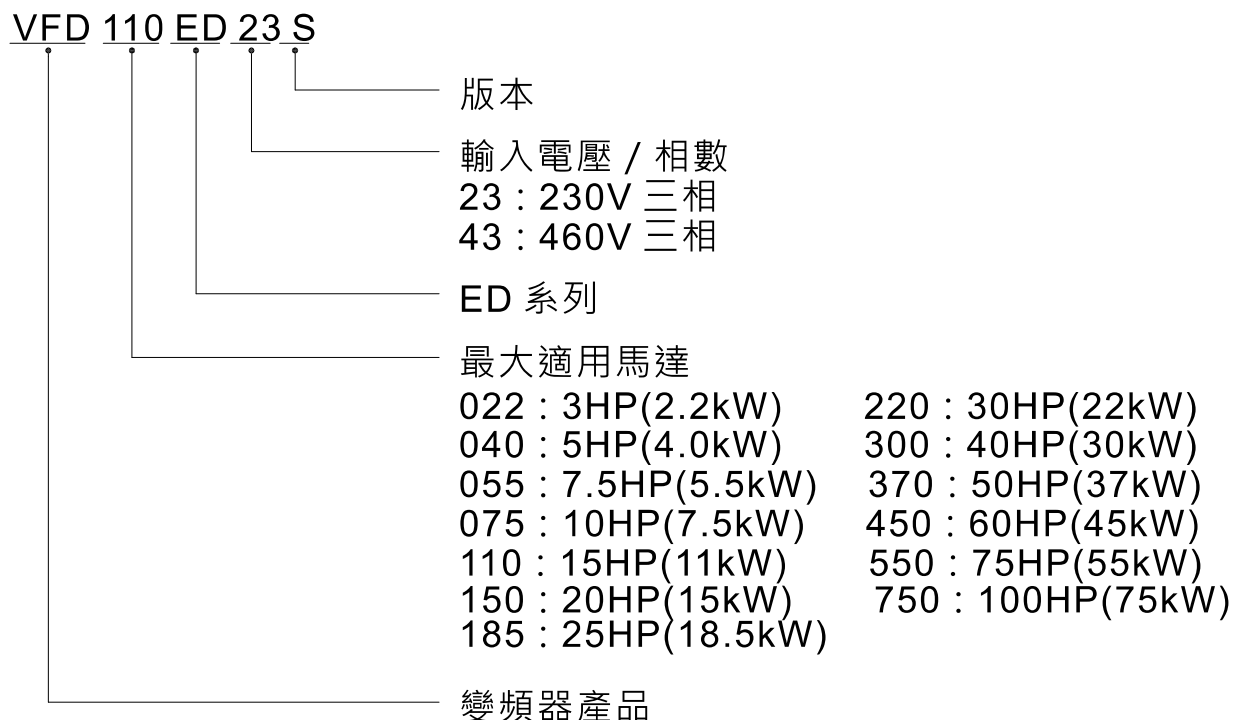 VFD 110 ED 23 S
版本
輸入電壓 / 相數
23：230V 三相
43：460V 三相
ED 系列
最大適用馬達
022：3HP(2.2kW) 220：30HP(22kW)
040：5HP(4.0kW) 300：40HP(30kW)
055：7.5HP(5.5kW) 370：50HP(37kW)
075：10HP(7.5kW) 450：60HP(45kW)
110：15HP(11kW) 550：75HP(55kW)
150：20HP(15kW) 750：100HP(75kW)
185：25HP(18.5kW)
變頻器產品